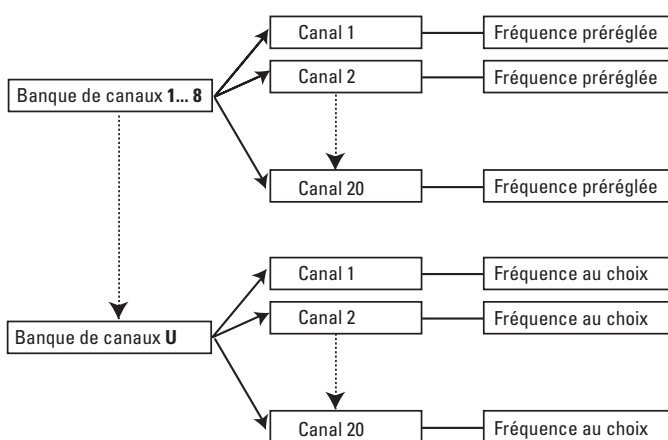 Canal 1 Fréquence préréglée
Canal 2 Fréquence préréglée
Banque de canaux 1... 8
Canal 20 Fréquence préréglée
Canal 1 Fréquence au choix
Canal 2 Fréquence au choix
Banque de canaux U
Canal 20 Fréquence au choix